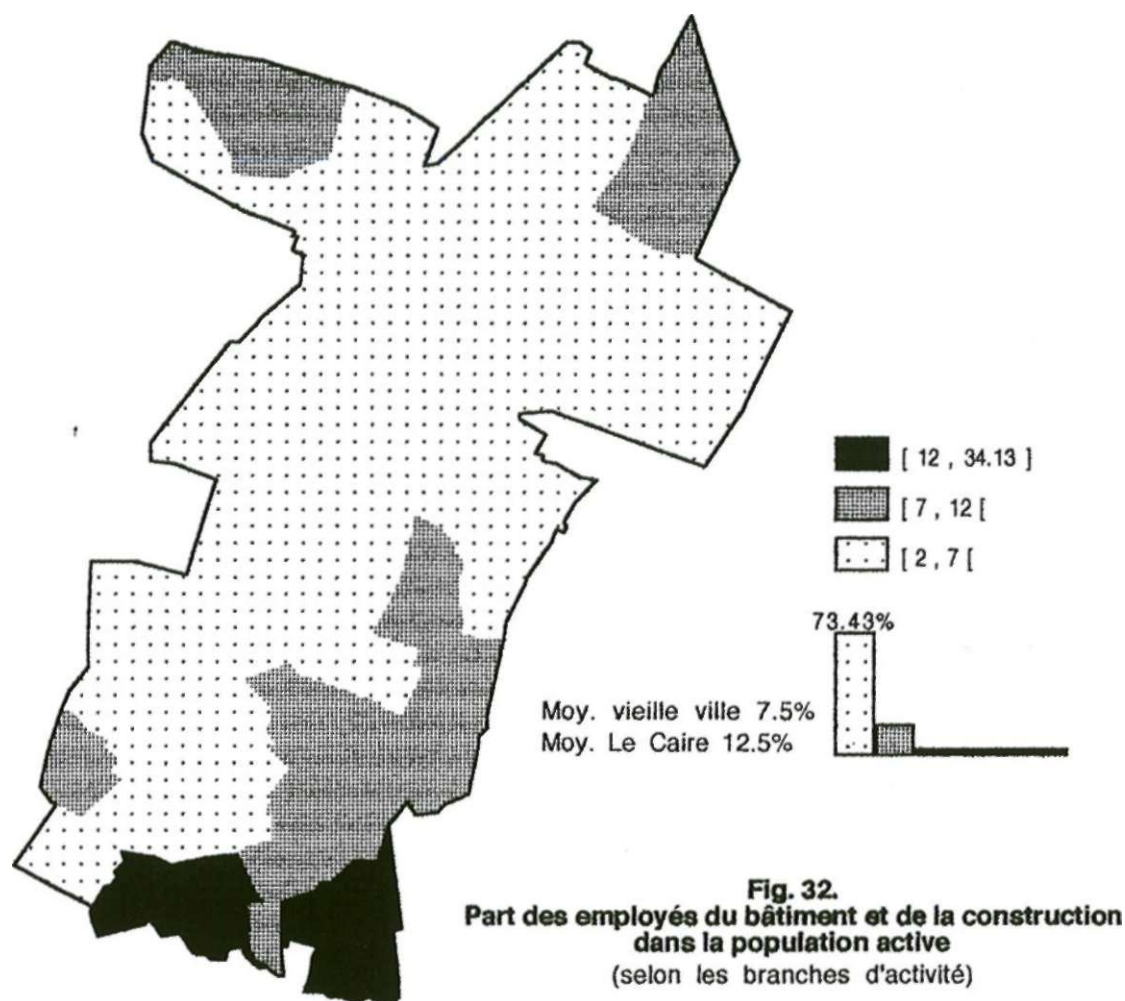 [ 12 , 34.13 ]
[ 7 , 12 [
[ 2 , 7 [
73.43%
Moy. vieille ville 7.5%
Moy. Le Caire 12.5%
Fig. 32.
Part des employés du bâtiment et de la construction
dans la population active
(selon les branches d'activité)